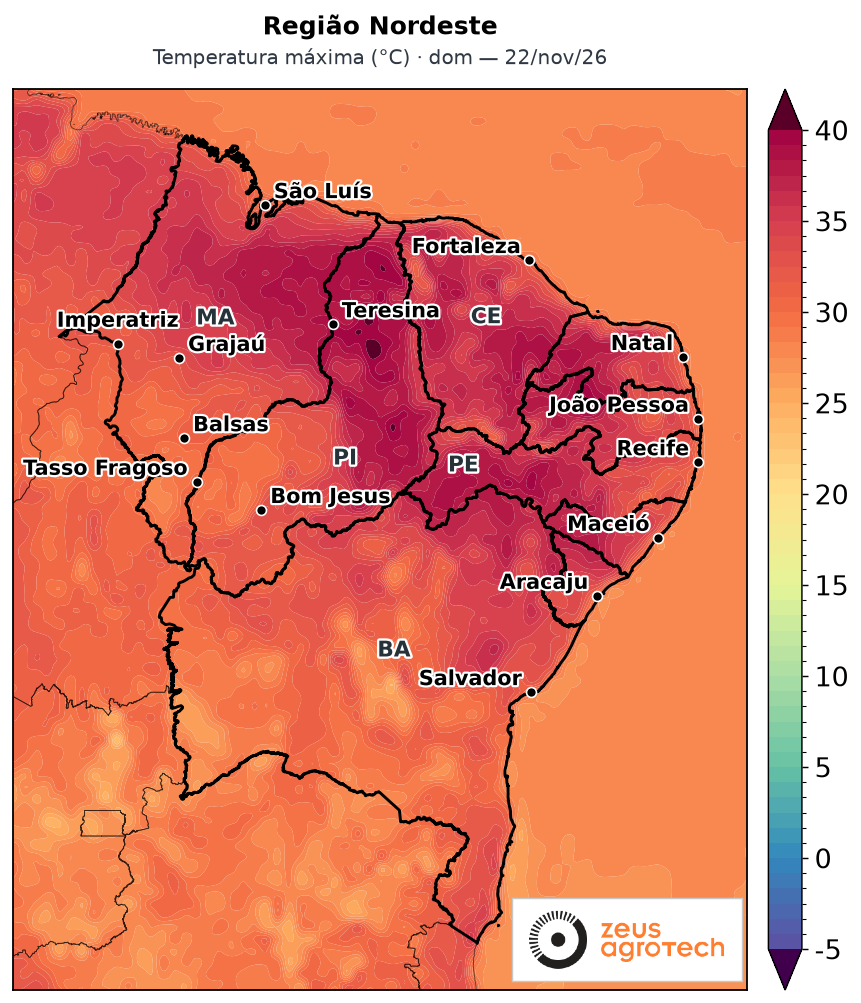 Região Nordeste
Temperatura máxima (°C) · dom — 22/nov/26
São Luís
Fortaleza
Imperatriz
MA
Teresina
CE
Grajaú
Natal
João Pessoa
Balsas
Recife
Tasso Fragoso
PI
PE
Bom Jesus
Maceió
Aracaju
BA
Salvador
40
35
30
25
20
15
10
5
0
-5
zeus
agrotech